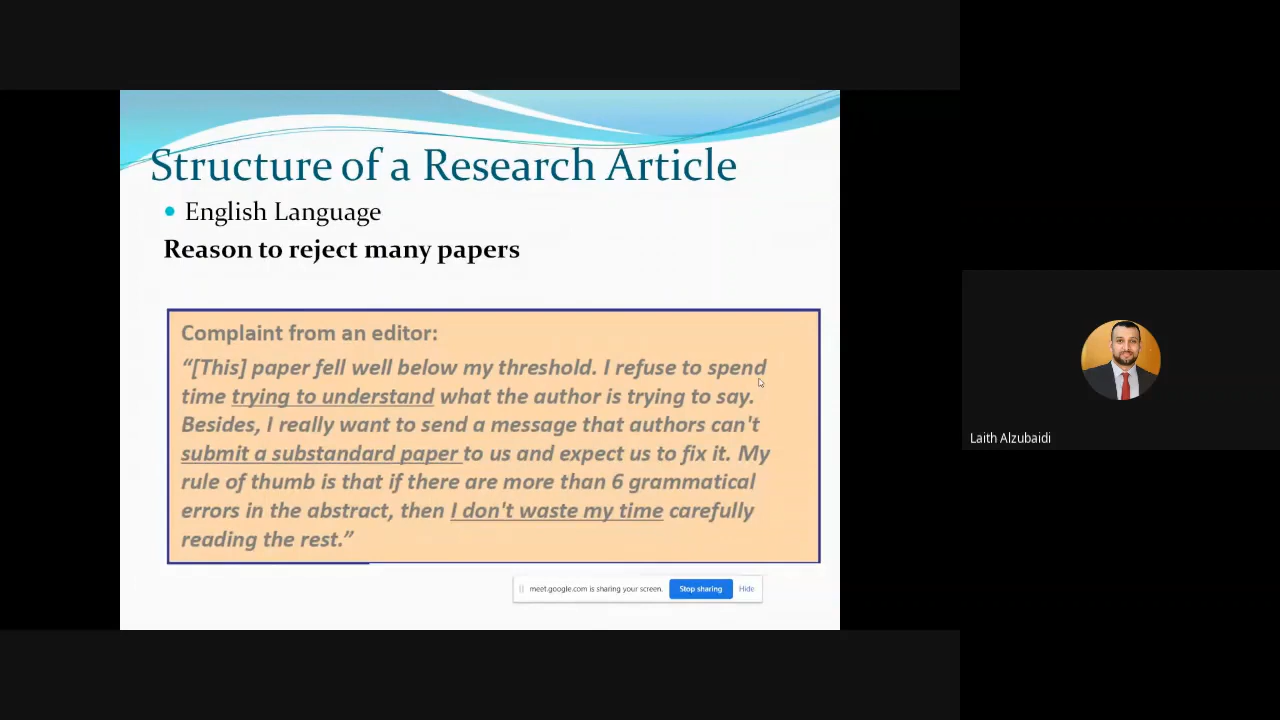 Structure of a Research Article
English Language
Reason to reject many papers
Complaint from an editor:
“[This] paper fell well below my threshold. I refuse to spend
time trying to understand what the author is trying to say.
Besides, I really want to send a message that authors can't
submit a substandard paper to us and expect us to fix it. My
rule of thumb is that if there are more than 6 grammatical
errors in the abstract, then I don't waste my time carefully
reading the rest.”
meet.google.com is sharing your screen. Stop sharing Hide
Laith Alzubaidi